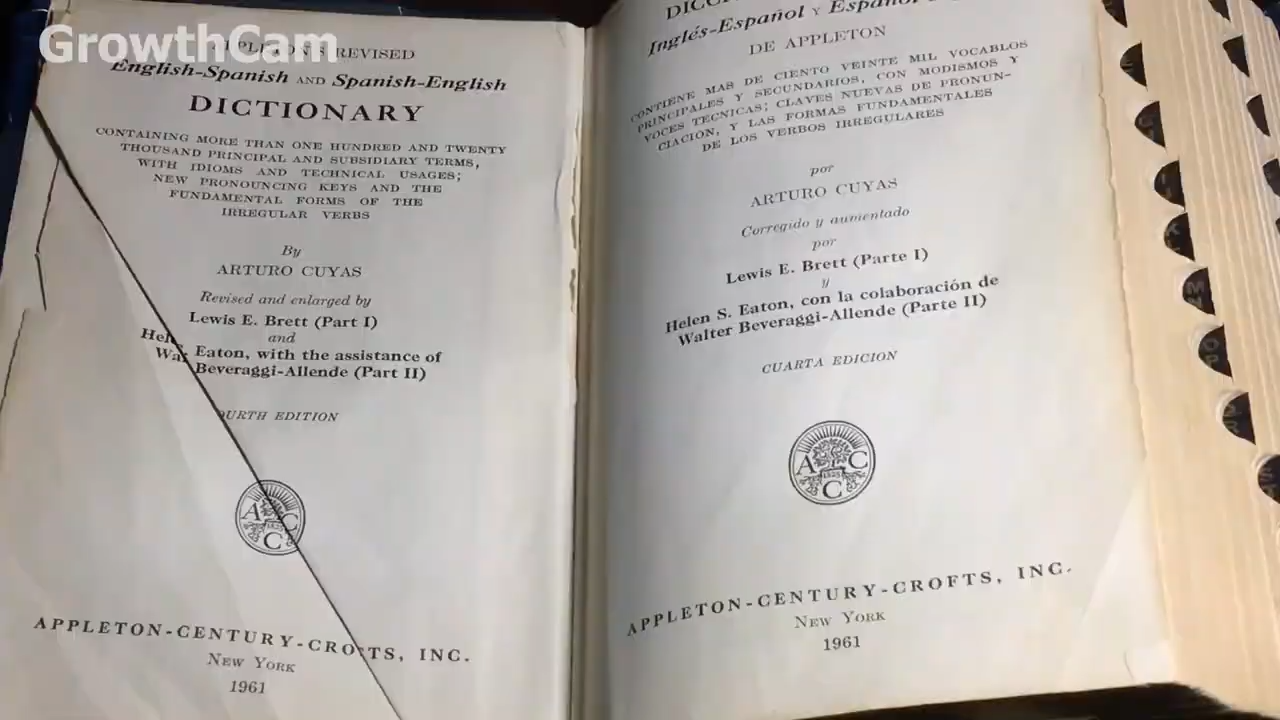 GrowthCam
REVISED
English-Spanish AND Spanish-English
DICTIONARY
CONTAINING MORE THAN ONE HUNDRED AND TWENTY
THOUSAND PRINCIPAL AND SUBSIDIARY TERMS,
WITH IDIOMS AND TECHNICAL USAGES;
NEW PRONOUNCING KEYS AND THE
FUNDAMENTAL FORMS OF THE
IRREGULAR VERBS
By
ARTURO CUYAS
Revised and enlarged by
Lewis E. Brett (Part I)
and
Eaton, with the assistance of
Beveraggi-Allende (Part II)
EDITION
A C C
1825
APPLETON-CENTURY-CROFTS, INC.
NEW YORK
1961
Inglés-Español Y Español
DE APPLETON
CONTIENE MAS DE CIENTO VEINTE MIL VOCABLOS
PRINCIPALES Y SECUNDARIOS, CON MODISMOS Y
VOCES TECNICAS; CLAVES NUEVAS DE PRONUN-
CIACION, Y LAS FORMAS FUNDAMENTALES
DE LOS VERBOS IRREGULARES
por
ARTURO CUYAS
Corregido y aumentado
por
Lewis E. Brett (Parte I)
y
Helen S. Eaton, con la colaboración de
Walter Beveraggi-Allende (Parte II)
CUARTA EDICION
A C C
1825
APPLETON-CENTURY-CROFTS, INC.
NEW YORK
1961